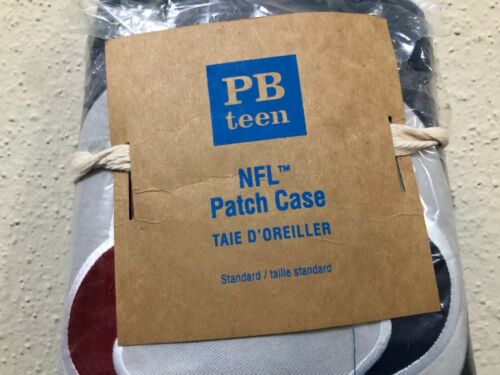 PB
teen
NFL™
Patch Case
TAIE D'OREILLER
Standard / taille standard